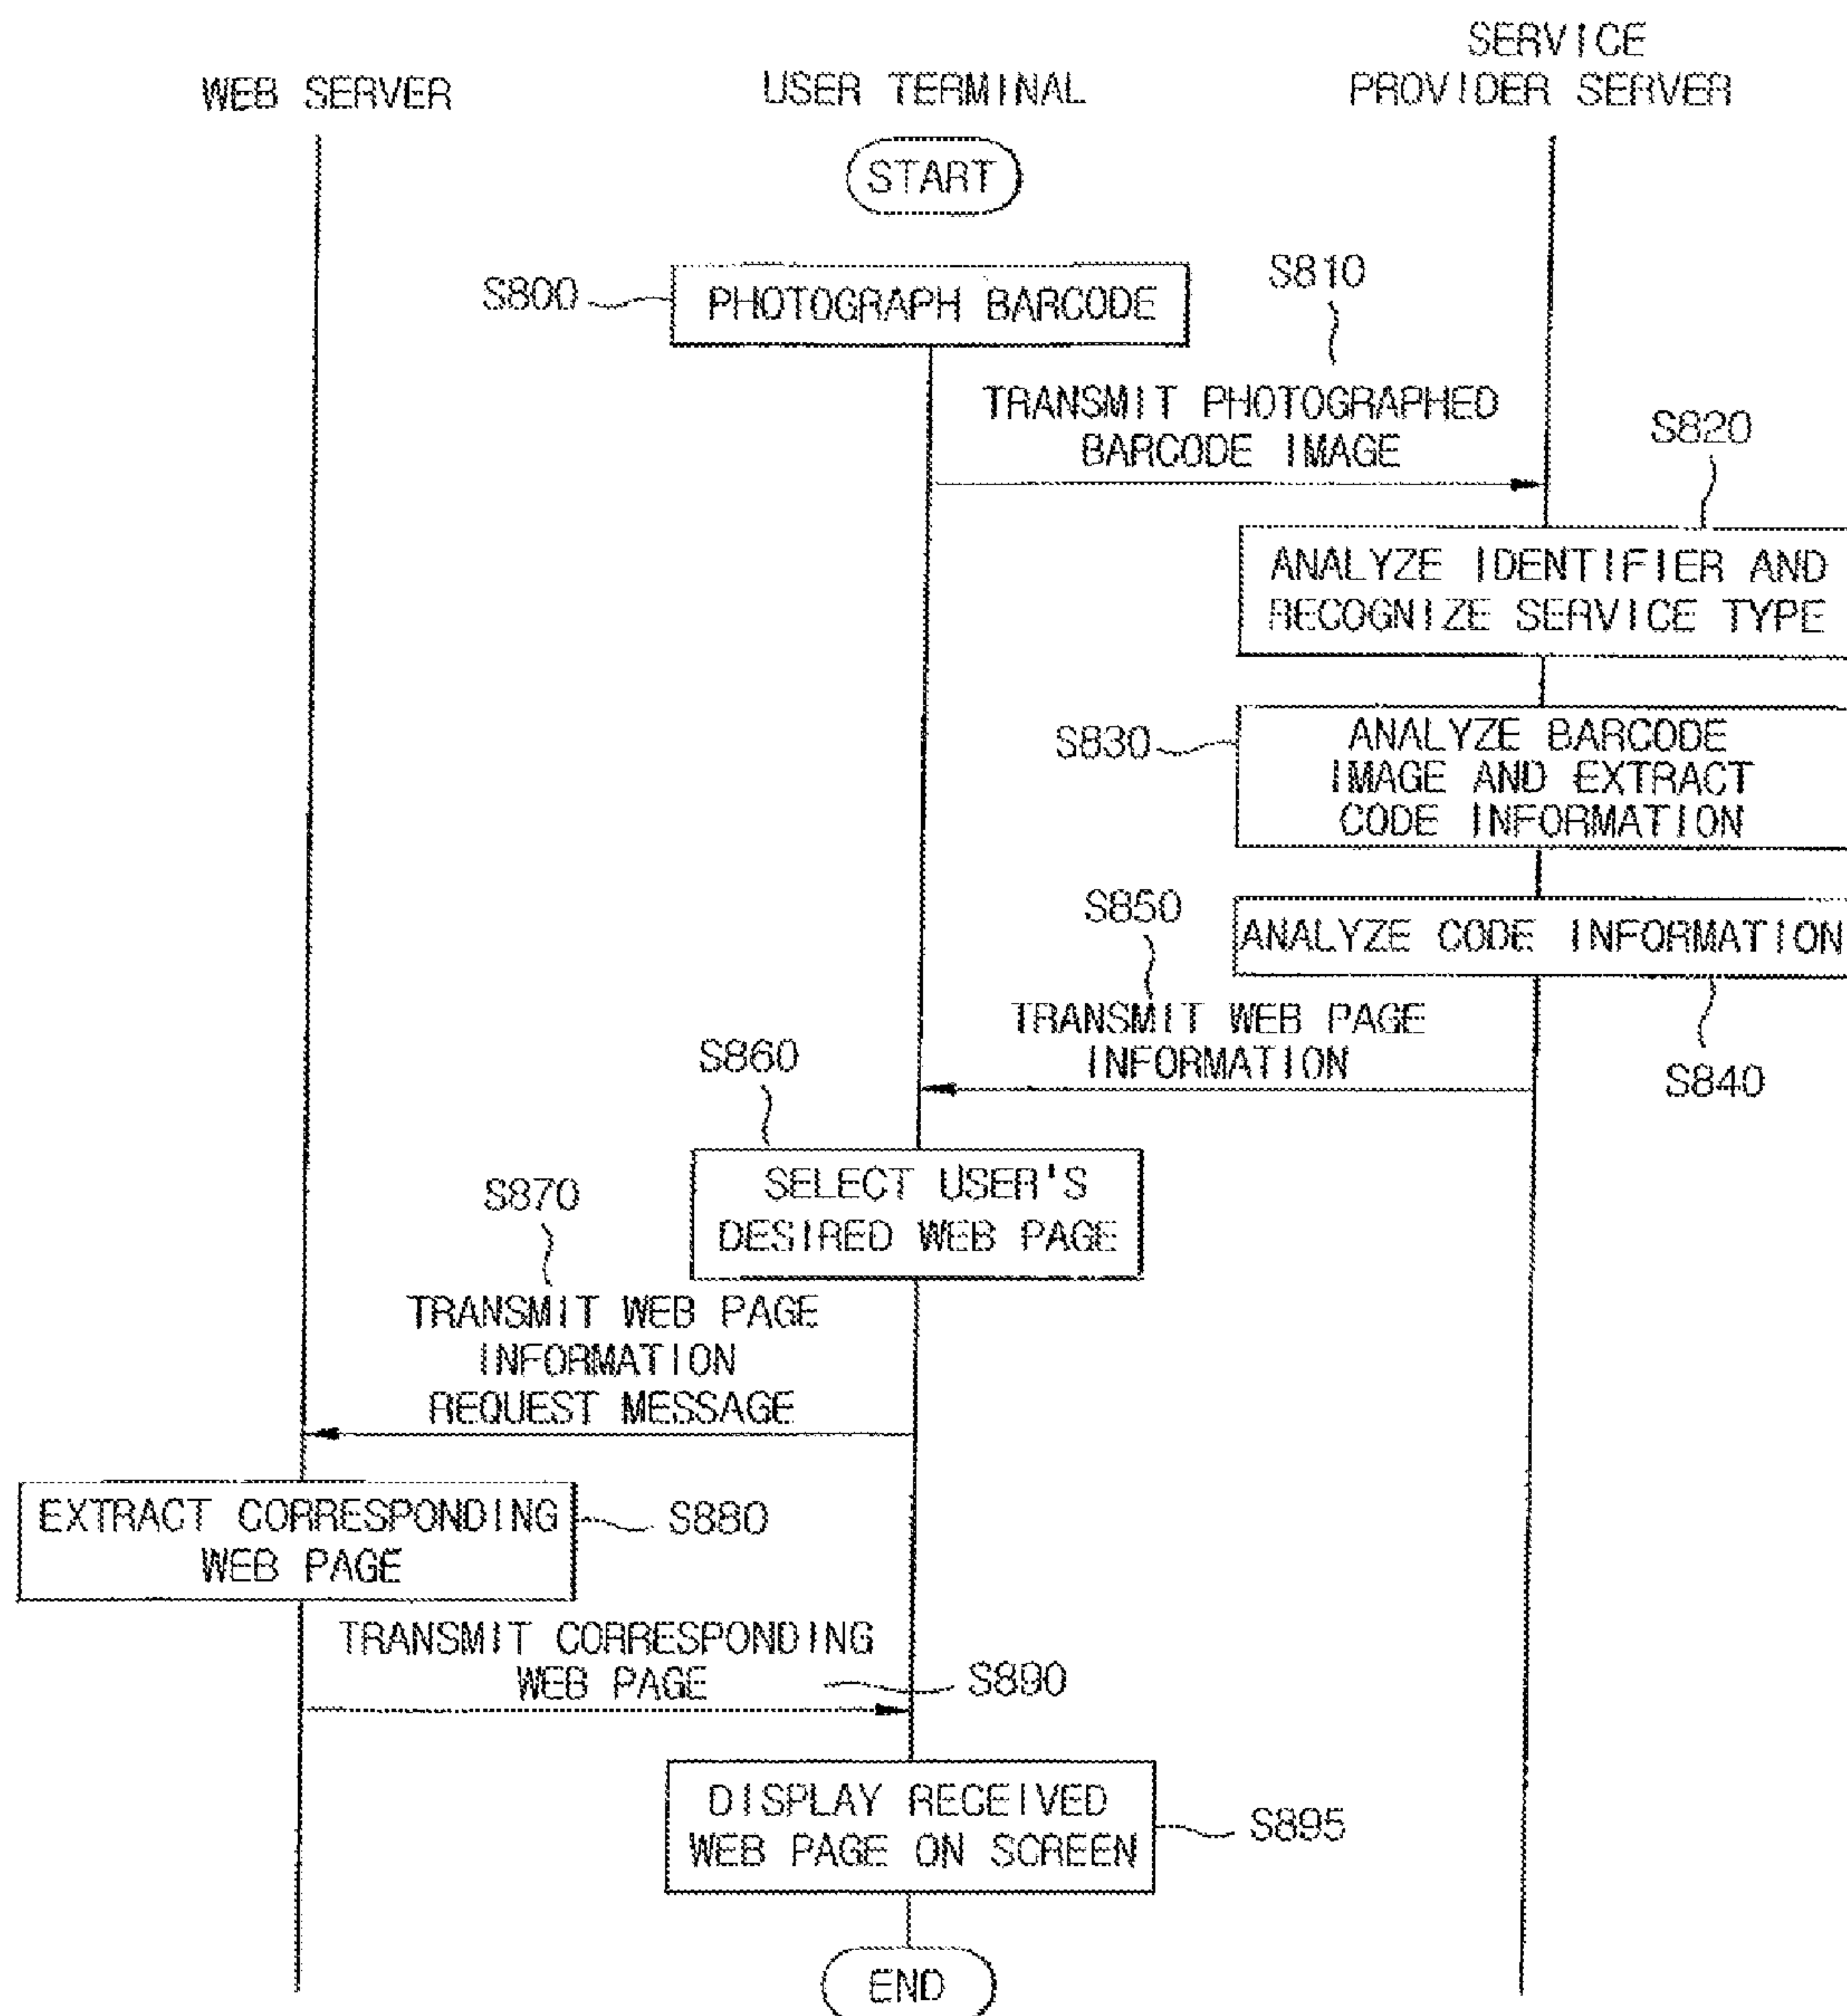 WEB SERVER
USER TERMINAL
SERVICE
PROVIDER SERVER
START
S800
PHOTOGRAPH BARCODE
S810
TRANSMIT PHOTOGRAPHED
BARCODE IMAGE
S820
ANALYZE IDENTIFIER AND
RECOGNIZE SERVICE TYPE
S830
ANALYZE BARCODE
IMAGE AND EXTRACT
CODE INFORMATION
ANALYZE CODE INFORMATION
S840
S850
TRANSMIT WEB PAGE
INFORMATION
S860
SELECT USER'S
DESIRED WEB PAGE
S870
TRANSMIT WEB PAGE
INFORMATION
REQUEST MESSAGE
EXTRACT CORRESPONDING
WEB PAGE
S880
TRANSMIT CORRESPONDING
WEB PAGE
S890
DISPLAY RECEIVED
WEB PAGE ON SCREEN
S895
END